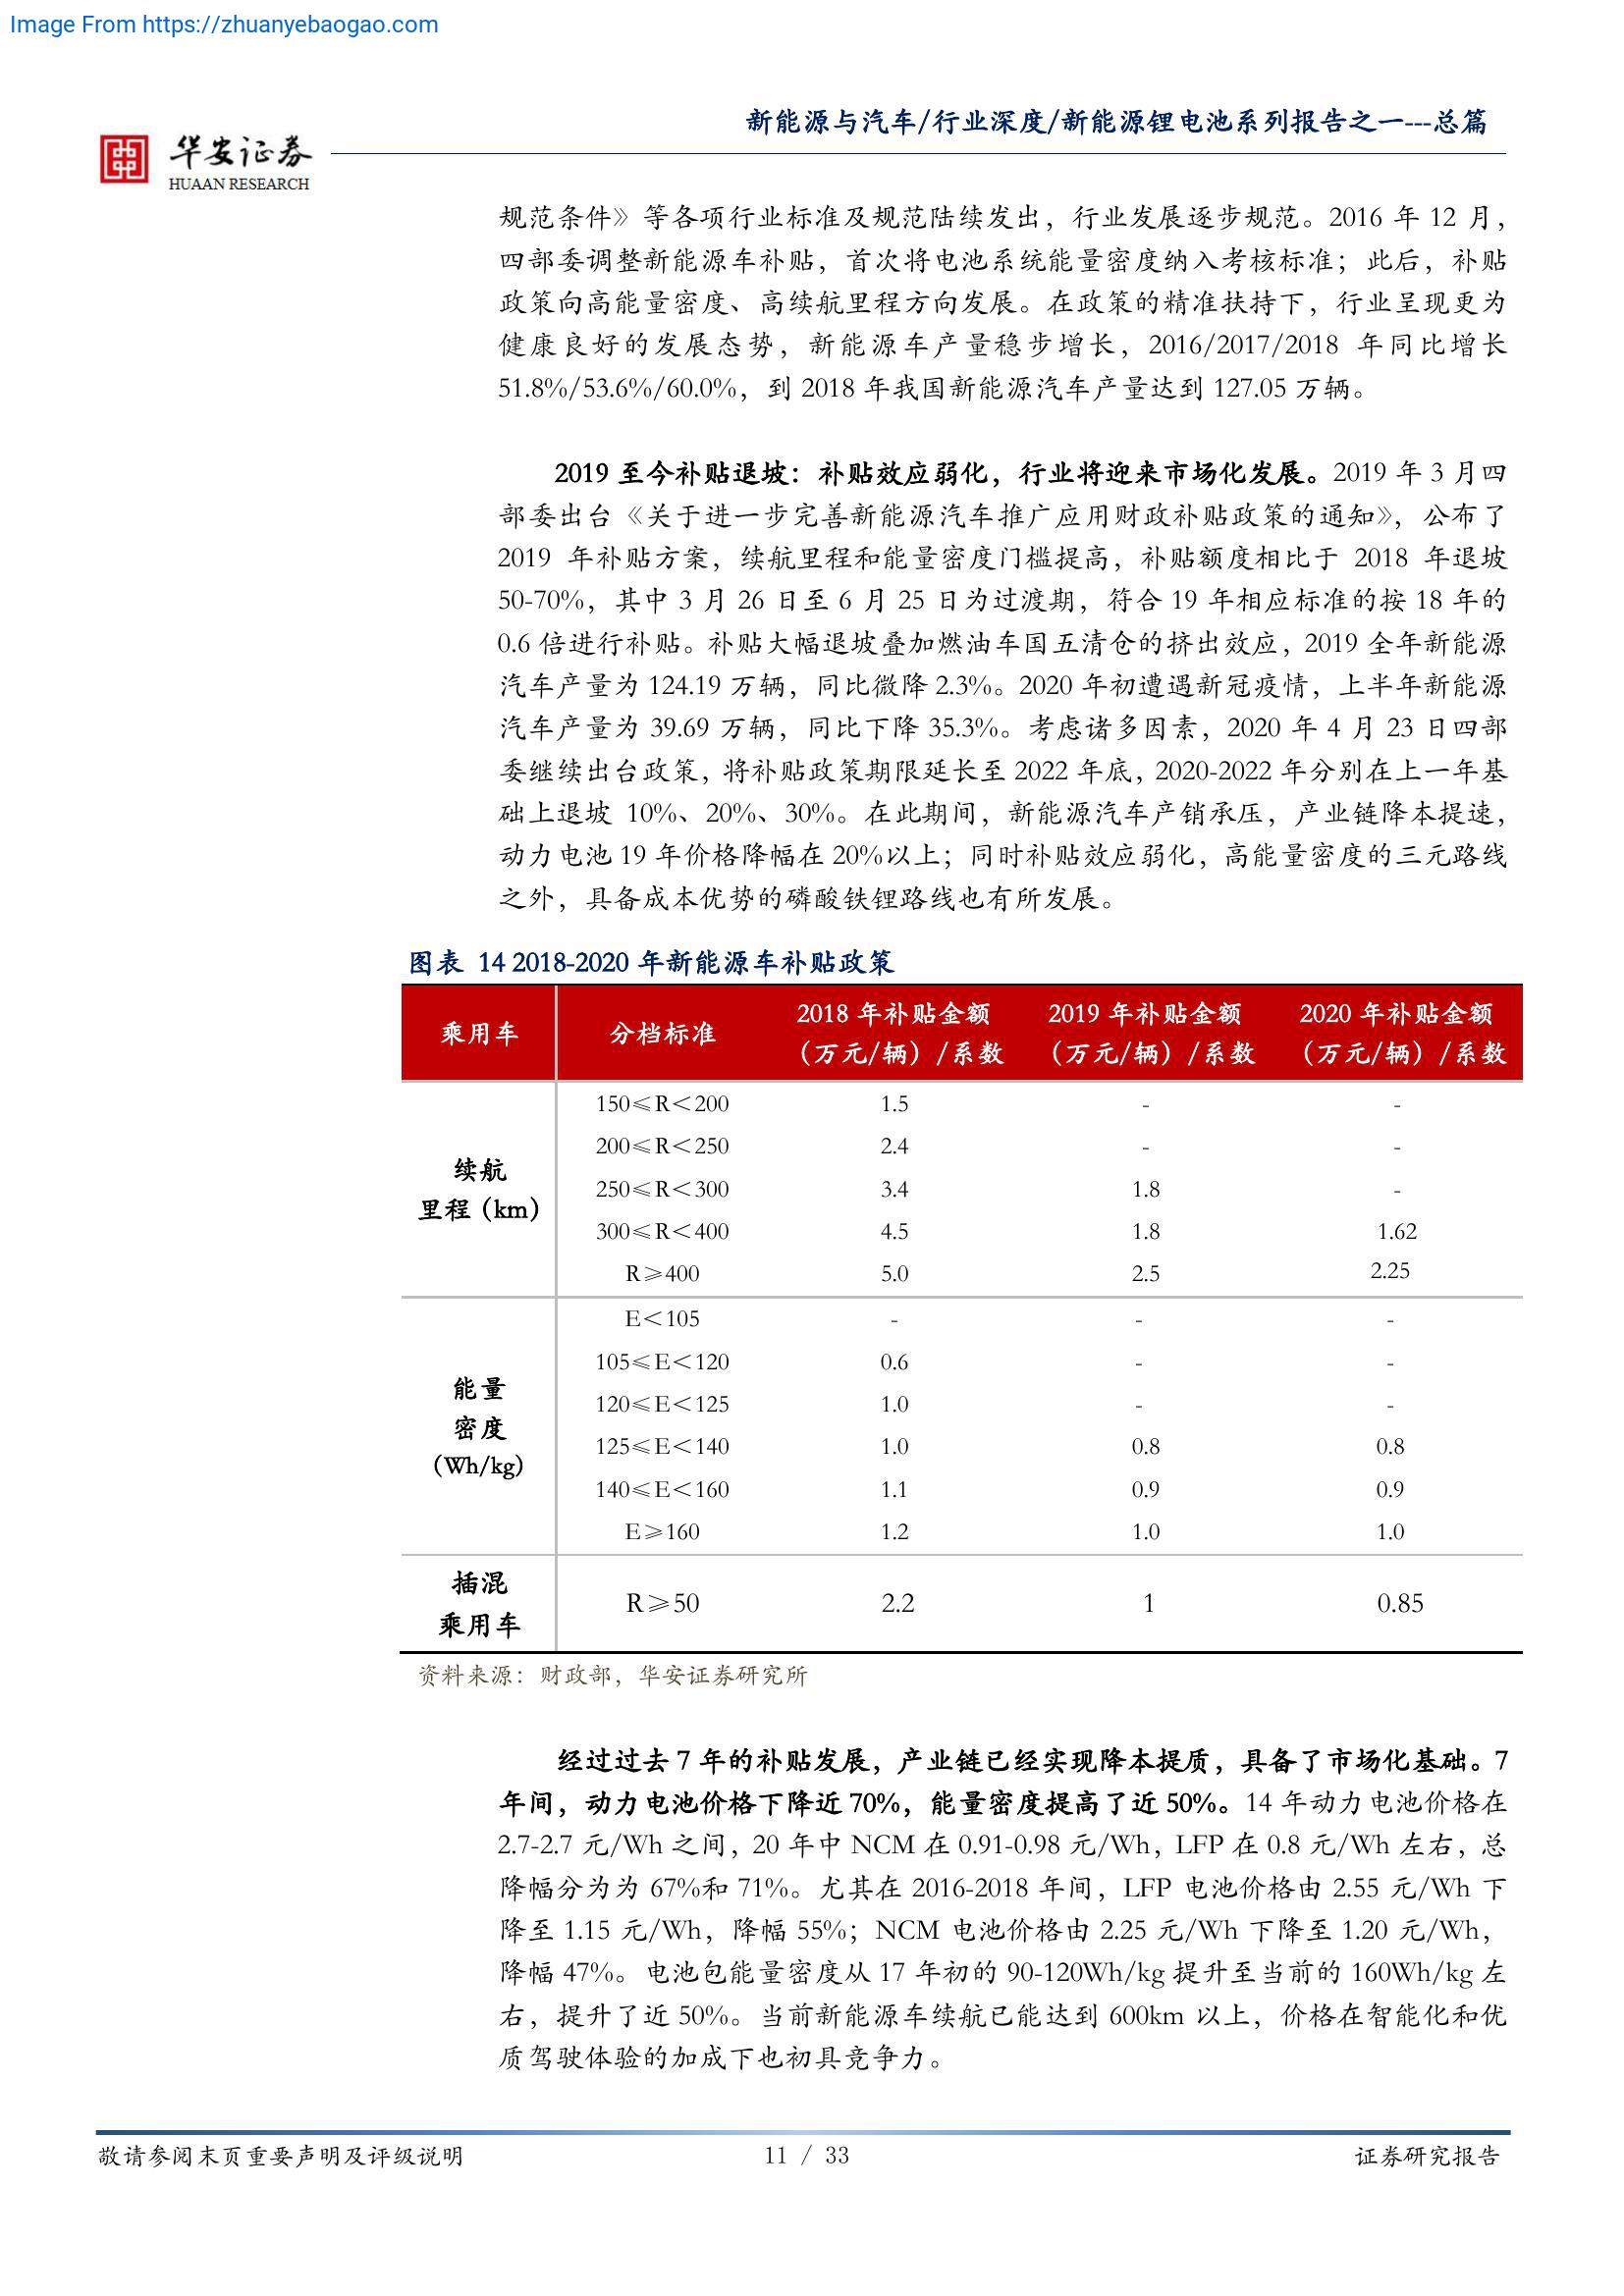 Image From https://zhuanyebaogao.com
新能源与汽车/行业深度/新能源锂电池系列报告之一---总篇
华安证券
HUAAN RESEARCH
规范条件》等各项行业标准及规范陆续发出，行业发展逐步规范。2016 年 12 月，
四部委调整新能源车补贴，首次将电池系统能量密度纳入考核标准；此后，补贴
政策向高能量密度、高续航里程方向发展。在政策的精准扶持下，行业呈现更为
健康良好的发展态势，新能源车产量稳步增长，2016/2017/2018 年同比增长
51.8%/53.6%/60.0%，到 2018 年我国新能源汽车产量达到 127.05 万辆。
2019 至今补贴退坡：补贴效应弱化，行业将迎来市场化发展。2019 年 3 月四
部委出台《关于进一步完善新能源汽车推广应用财政补贴政策的通知》，公布了
2019 年补贴方案，续航里程和能量密度门槛提高，补贴额度相比于 2018 年退坡
50-70%，其中 3 月 26 日至 6 月 25 日为过渡期，符合 19 年相应标准的按 18 年的
0.6 倍进行补贴。补贴大幅退坡叠加燃油车国五清仓的挤出效应，2019 全年新能源
汽车产量为 124.19 万辆，同比微降 2.3%。2020 年初遭遇新冠疫情，上半年新能源
汽车产量为 39.69 万辆，同比下降 35.3%。考虑诸多因素，2020 年 4 月 23 日四部
委继续出台政策，将补贴政策期限延长至 2022 年底，2020-2022 年分别在上一年基
础上退坡 10%、20%、30%。在此期间，新能源汽车产销承压，产业链降本提速，
动力电池 19 年价格降幅在 20%以上；同时补贴效应弱化，高能量密度的三元路线
之外，具备成本优势的磷酸铁锂路线也有所发展。
图表 14 2018-2020 年新能源车补贴政策
乘用车 分档标准 2018 年补贴金额（万元/辆）/系数 2019 年补贴金额（万元/辆）/系数 2020 年补贴金额（万元/辆）/系数
续航里程（km）
150≤R＜200 1.5 - -
200≤R＜250 2.4 - -
250≤R＜300 3.4 1.8 -
300≤R＜400 4.5 1.8 1.62
R≥400 5.0 2.5 2.25
能量密度（Wh/kg）
E＜105 - - -
105≤E＜120 0.6 - -
120≤E＜125 1.0 - -
125≤E＜140 1.0 0.8 0.8
140≤E＜160 1.1 0.9 0.9
E≥160 1.2 1.0 1.0
插混乘用车
R≥50 2.2 1 0.85
资料来源：财政部，华安证券研究所
经过过去 7 年的补贴发展，产业链已经实现降本提质，具备了市场化基础。7
年间，动力电池价格下降近 70%，能量密度提高了近 50%。14 年动力电池价格在
2.7-2.7 元/Wh 之间，20 年中 NCM 在 0.91-0.98 元/Wh，LFP 在 0.8 元/Wh 左右，总
降幅分为为 67%和 71%。尤其在 2016-2018 年间，LFP 电池价格由 2.55 元/Wh 下
降至 1.15 元/Wh，降幅 55%；NCM 电池价格由 2.25 元/Wh 下降至 1.20 元/Wh，
降幅 47%。电池包能量密度从 17 年初的 90-120Wh/kg 提升至当前的 160Wh/kg 左
右，提升了近 50%。当前新能源车续航已能达到 600km 以上，价格在智能化和优
质驾驶体验的加成下也初具竞争力。
敬请参阅末页重要声明及评级说明 11 / 33 证券研究报告